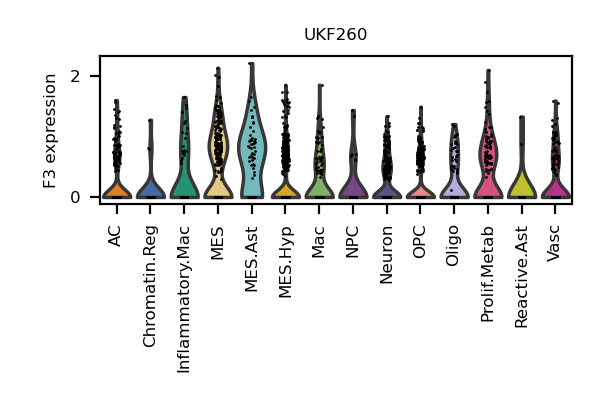 UKF260
F3 expression
2
0
AC
Chromatin.Reg
Inflammatory.Mac
MES
MES.Ast
MES.Hyp
Mac
NPC
Neuron
OPC
Oligo
Prolif.Metab
Reactive.Ast
Vasc